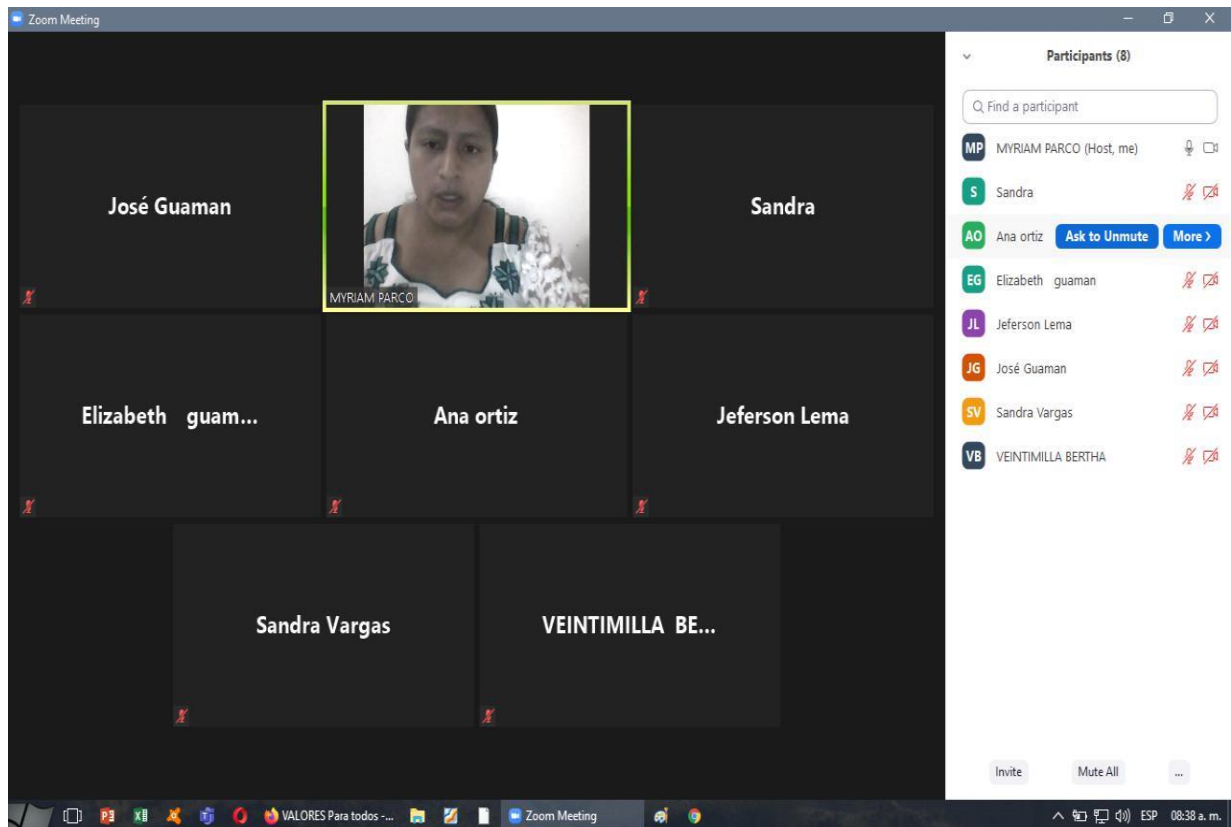 Zoom Meeting
Participants (8)
Find a participant
MP MYRIAM PARCO (Host, me)
S Sandra
AO Ana ortiz Ask to Unmute More >
EG Elizabeth guaman
JL Jeferson Lema
JG José Guaman
SV Sandra Vargas
VB VEINTIMILLA BERTHA
José Guaman
MYRIAM PARCO
Sandra
Elizabeth guam...
Ana ortiz
Jeferson Lema
Sandra Vargas
VEINTIMILLA BE...
Invite Mute All ...
VALORES Para todos -... Zoom Meeting ESP 08:38 a. m.